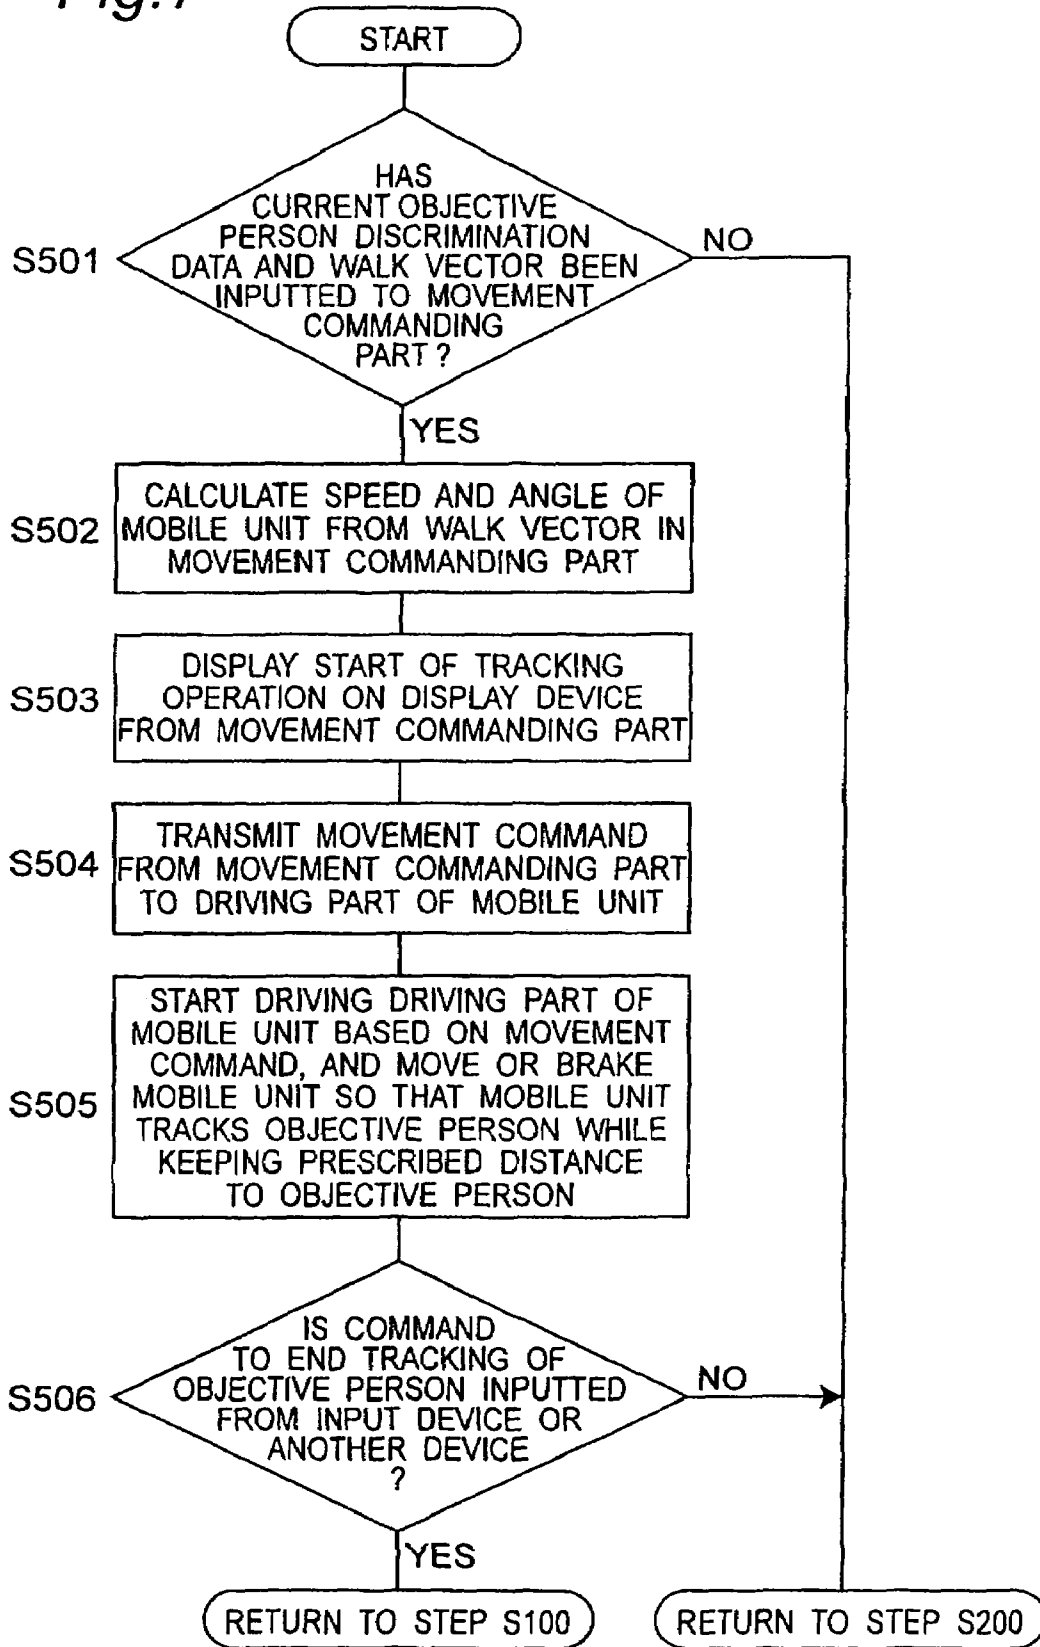 START
HAS
CURRENT OBJECTIVE
PERSON DISCRIMINATION
DATA AND WALK VECTOR BEEN
INPUTTED TO MOVEMENT
COMMANDING
PART ?
S501
NO
YES
S502
CALCULATE SPEED AND ANGLE OF
MOBILE UNIT FROM WALK VECTOR IN
MOVEMENT COMMANDING PART
S503
DISPLAY START OF TRACKING
OPERATION ON DISPLAY DEVICE
FROM MOVEMENT COMMANDING PART
S504
TRANSMIT MOVEMENT COMMAND
FROM MOVEMENT COMMANDING PART
TO DRIVING PART OF MOBILE UNIT
S505
START DRIVING DRIVING PART OF
MOBILE UNIT BASED ON MOVEMENT
COMMAND, AND MOVE OR BRAKE
MOBILE UNIT SO THAT MOBILE UNIT
TRACKS OBJECTIVE PERSON WHILE
KEEPING PRESCRIBED DISTANCE
TO OBJECTIVE PERSON
S506
IS COMMAND
TO END TRACKING OF
OBJECTIVE PERSON INPUTTED
FROM INPUT DEVICE OR
ANOTHER DEVICE
?
NO
YES
RETURN TO STEP S100
RETURN TO STEP S200